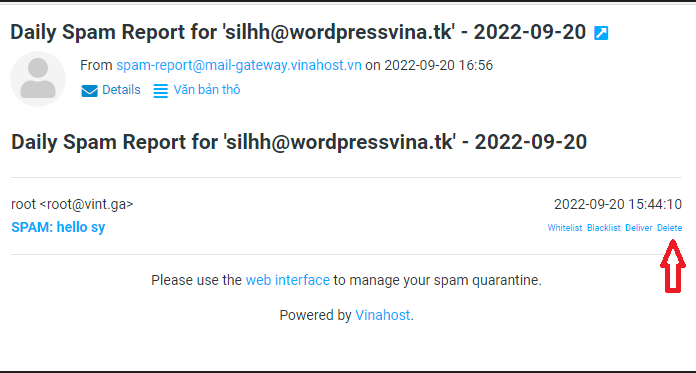 Daily Spam Report for 'silhh@wordpressvina.tk' - 2022-09-20
From spam-report@mail-gateway.vinahost.vn on 2022-09-20 16:56
Details Văn bản thô
Daily Spam Report for 'silhh@wordpressvina.tk' - 2022-09-20
root <root@vint.ga> 2022-09-20 15:44:10
SPAM: hello sy Whitelist Blacklist Deliver Delete
Please use the web interface to manage your spam quarantine.
Powered by Vinahost.